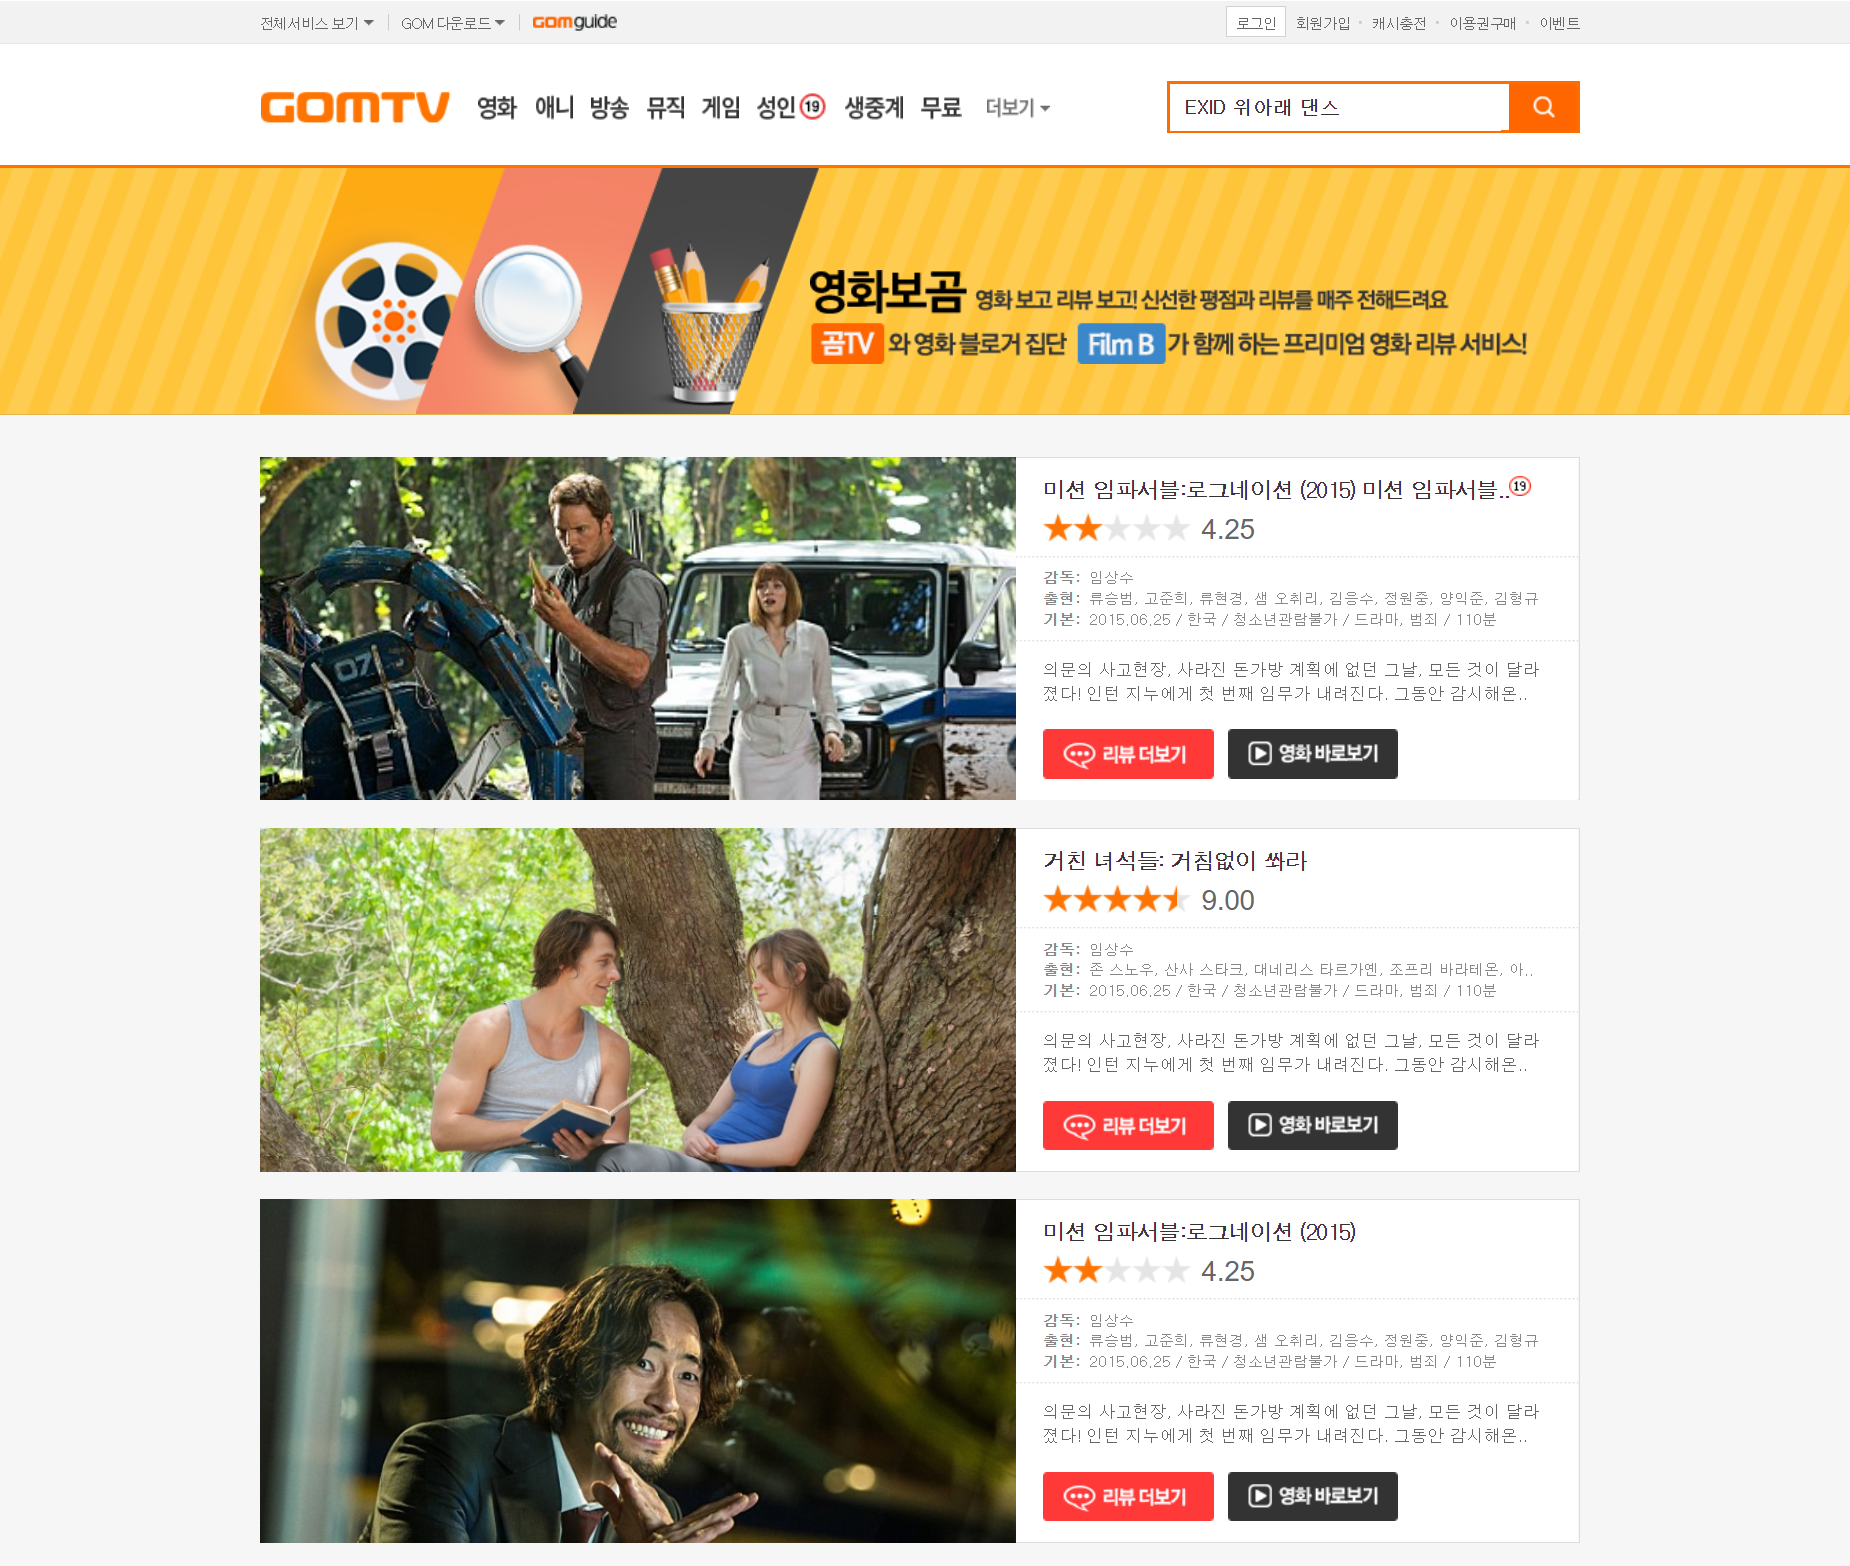 전체서비스 보기 GOM 다운로드 GOMguide 로그인 회원가입 캐시충전 이용권구매 이벤트
GOMTV 영화 애니 방송 뮤직 게임 성인 19 생중계 무료 더보기 EXID 위아래 댄스
영화보곰 영화 보고 리뷰 보고! 신선한 평점과 리뷰를 매주 전해드려요
곰TV 와 영화 블로거 집단 Film B 가 함께 하는 프리미엄 영화 리뷰 서비스!
07
미션 임파서블:로그네이션 (2015) 미션 임파서블.. 19
4.25
감독: 임상수
출현: 류승범, 고준희, 류현경, 샘 오취리, 김응수, 정원중, 양익준, 김형규
기본: 2015.06.25 / 한국 / 청소년관람불가 / 드라마, 범죄 / 110분
의문의 사고현장, 사라진 돈가방 계획에 없던 그날, 모든 것이 달라
졌다! 인턴 지누에게 첫 번째 임무가 내려진다. 그동안 감시해온..
리뷰 더보기 영화 바로보기
거친 녀석들: 거침없이 쏴라
9.00
감독: 임상수
출현: 존 스노우, 산사 스타크, 대네리스 타르가옌, 조프리 바라테온, 아..
기본: 2015.06.25 / 한국 / 청소년관람불가 / 드라마, 범죄 / 110분
의문의 사고현장, 사라진 돈가방 계획에 없던 그날, 모든 것이 달라
졌다! 인턴 지누에게 첫 번째 임무가 내려진다. 그동안 감시해온..
리뷰 더보기 영화 바로보기
미션 임파서블:로그네이션 (2015)
4.25
감독: 임상수
출현: 류승범, 고준희, 류현경, 샘 오취리, 김응수, 정원중, 양익준, 김형규
기본: 2015.06.25 / 한국 / 청소년관람불가 / 드라마, 범죄 / 110분
의문의 사고현장, 사라진 돈가방 계획에 없던 그날, 모든 것이 달라
졌다! 인턴 지누에게 첫 번째 임무가 내려진다. 그동안 감시해온..
리뷰 더보기 영화 바로보기